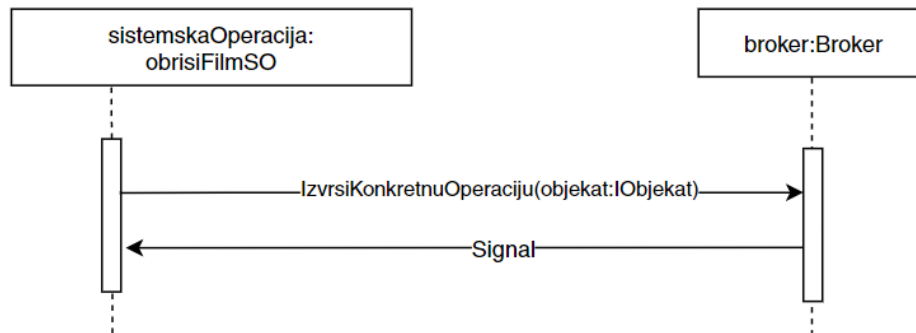 sistemskaOperacija:
obrisiFilmSO
broker:Broker
IzvrsiKonkretnuOperaciju(objekat:IObjekat)
Signal